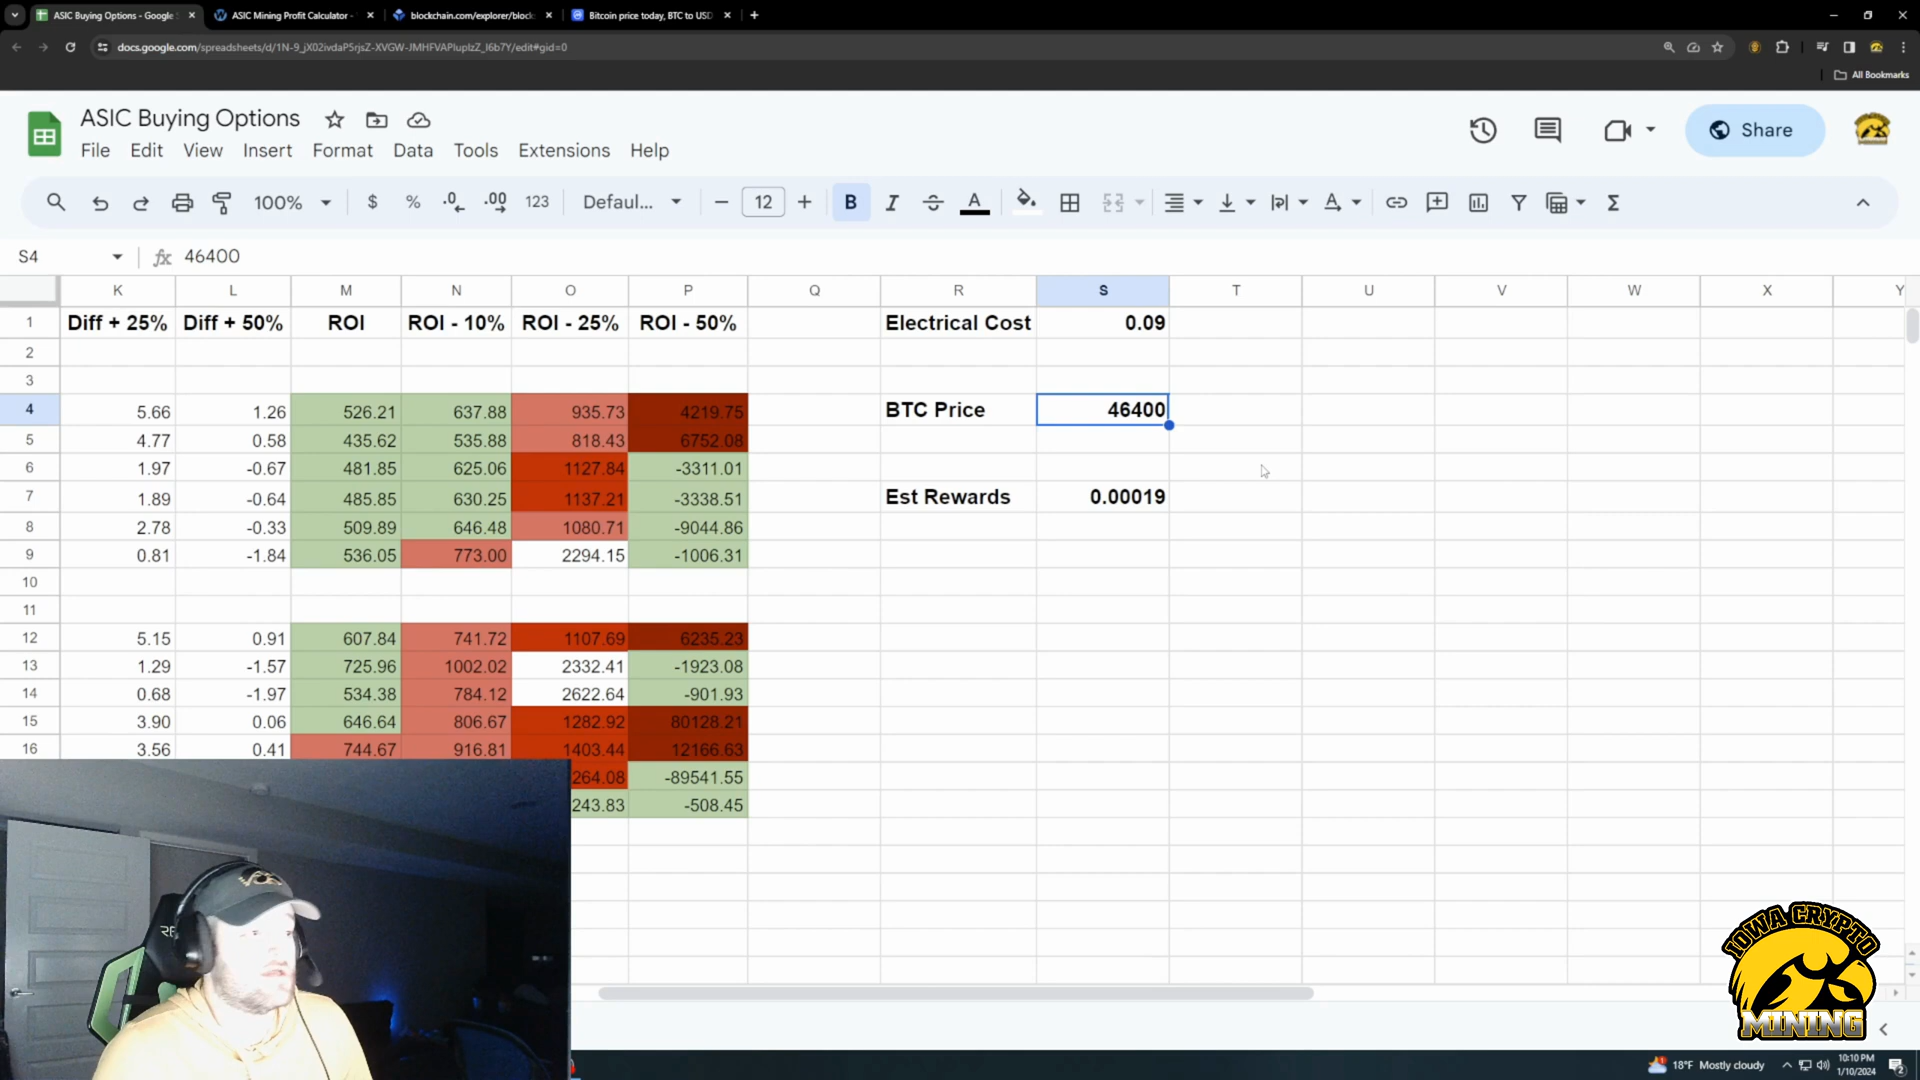 ASIC Buying Options - Google
ASIC Mining Profit Calculator -
blockchain.com/explorer/block
Bitcoin price today, BTC to USD
All Bookmarks
ASIC Buying Options
File Edit View Insert Format Data Tools Extensions Help
Share
100% $ % .0 .00 123 Defaul... 12 B I A Σ
S4 fx 46400
K L M N O P Q R S T U V W X Y
1 Diff + 25% Diff + 50% ROI ROI - 10% ROI - 25% ROI - 50% Electrical Cost 0.09
2
3
4 5.66 1.26 526.21 637.88 935.73 4219.75 BTC Price 46400
5 4.77 0.58 435.62 535.88 818.43 6752.08
6 1.97 -0.67 481.85 625.06 1127.84 -3311.01
7 1.89 -0.64 485.85 630.25 1137.21 -3338.51 Est Rewards 0.00019
8 2.78 -0.33 509.89 646.48 1080.71 -9044.86
9 0.81 -1.84 536.05 773.00 2294.15 -1006.31
10
11
12 5.15 0.91 607.84 741.72 1107.69 6235.23
13 1.29 -1.57 725.96 1002.02 2332.41 -1923.08
14 0.68 -1.97 534.38 784.12 2622.64 -901.93
15 3.90 0.06 646.64 806.67 1282.92 80128.21
16 3.56 0.41 744.67 916.81 1403.44 12166.63
264.08 -89541.55
243.83 -508.45
IOWA CRYPTO
MINING
18°F Mostly cloudy
10:10 PM
1/10/2024